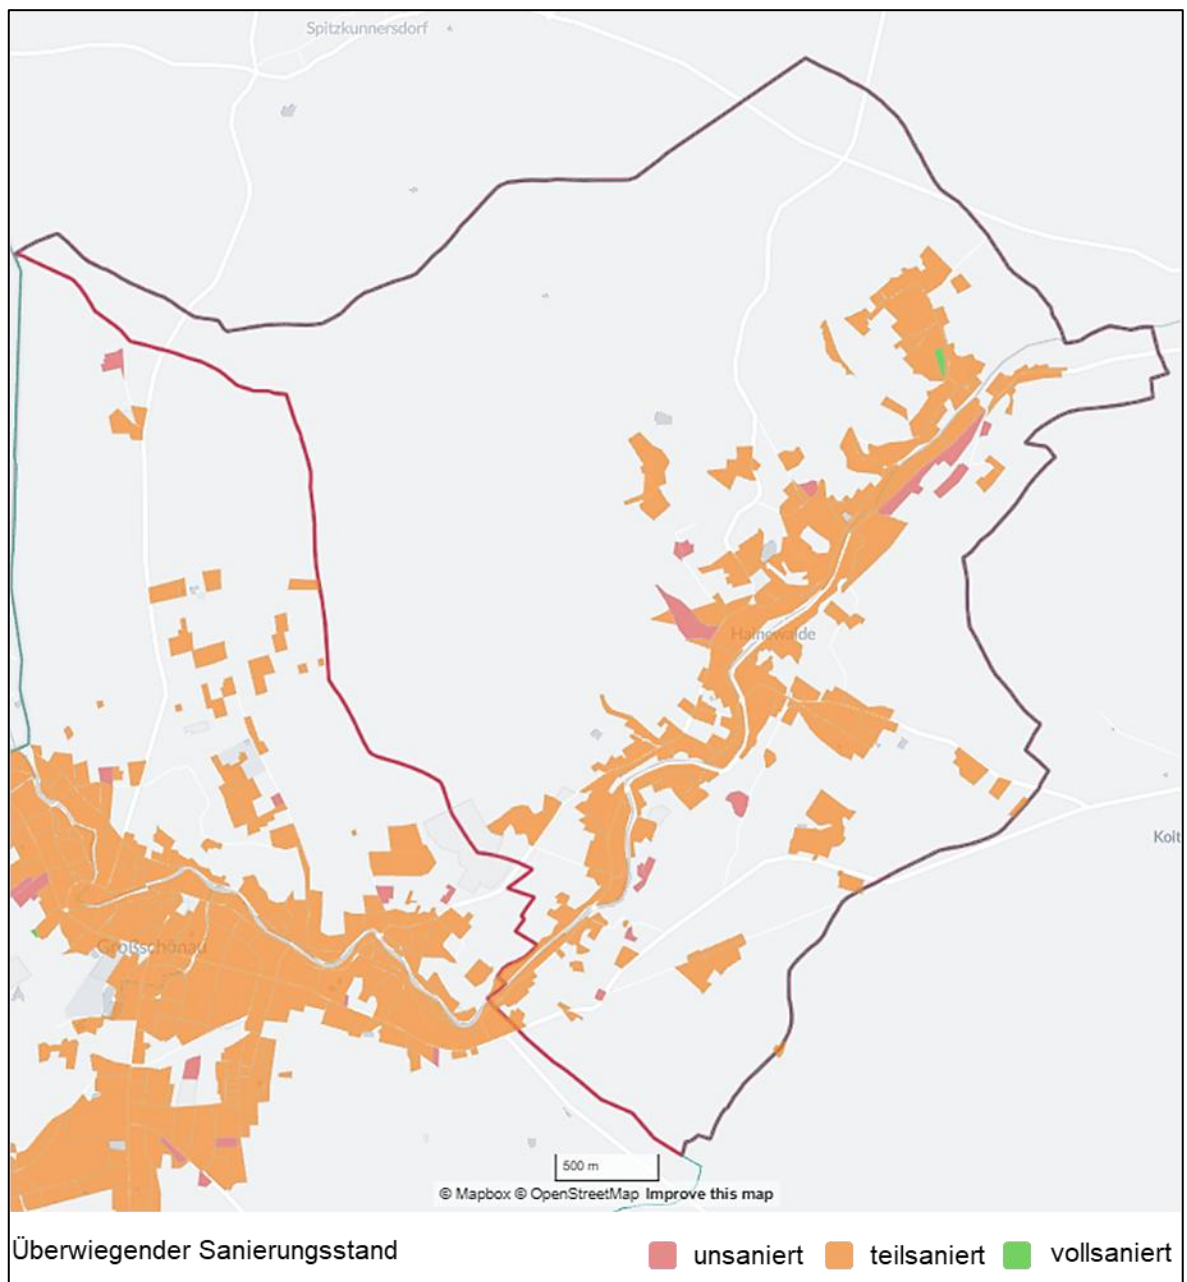 Spitzkunnersdorf
Hainewalde
Koit
Großschönau
500 m
© Mapbox © OpenStreetMap Improve this map
Überwiegender Sanierungsstand
unsaniert
teilsaniert
vollsaniert